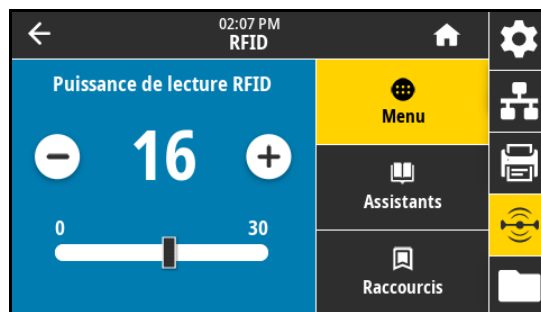 02:07 PM
RFID
Puissance de lecture RFID
16
0
30
Menu
Assistants
Raccourcis